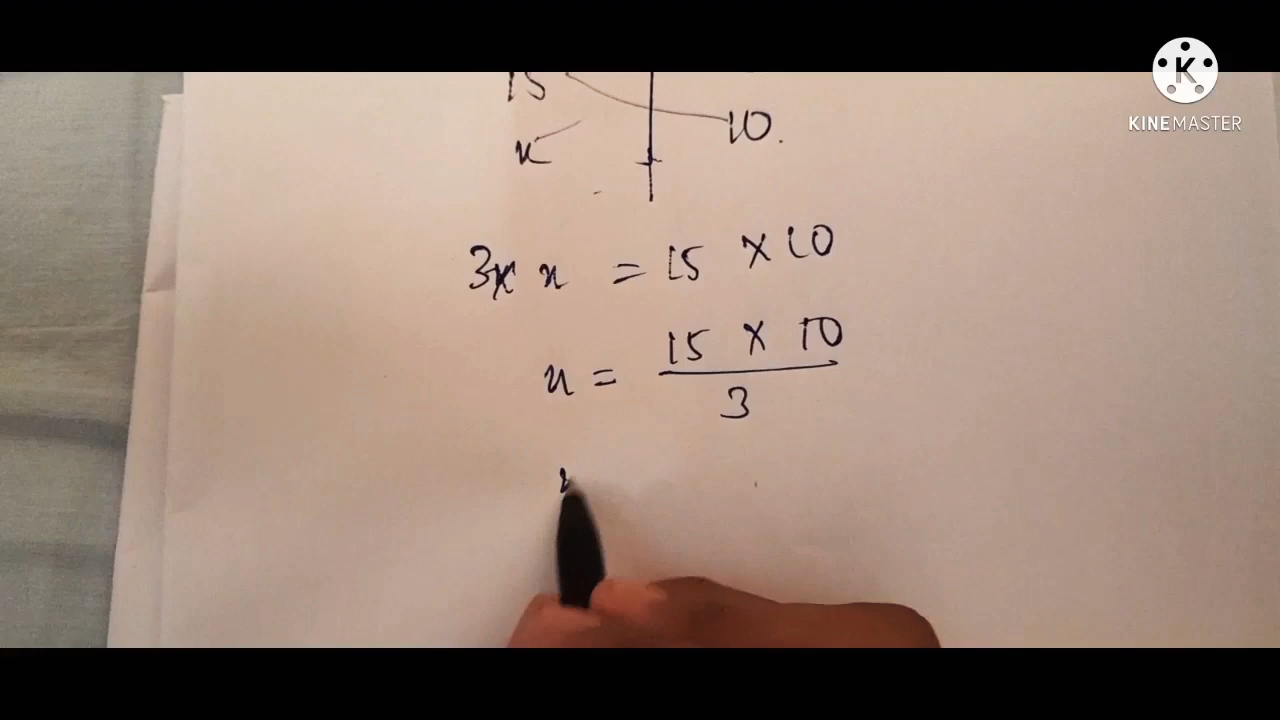 15
10.
x
3x x = 15 × 10
x = 15 × 10
3
K
KINEMASTER